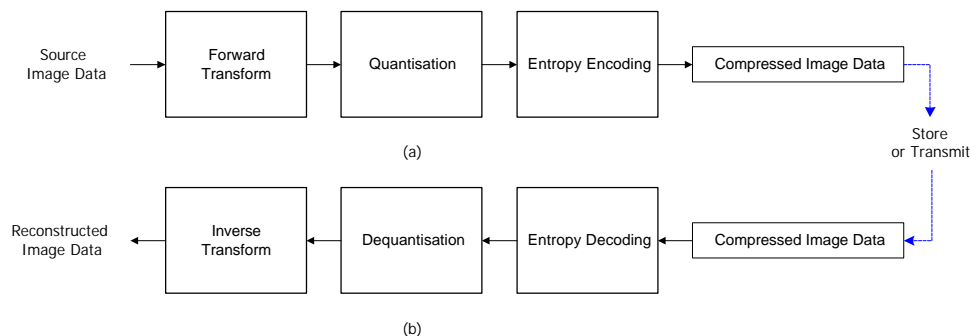 Source
Image Data
Forward
Transform
Quantisation
Entropy Encoding
Compressed Image Data
(a)
Store
or Transmit
Reconstructed
Image Data
Inverse
Transform
Dequantisation
Entropy Decoding
Compressed Image Data
(b)